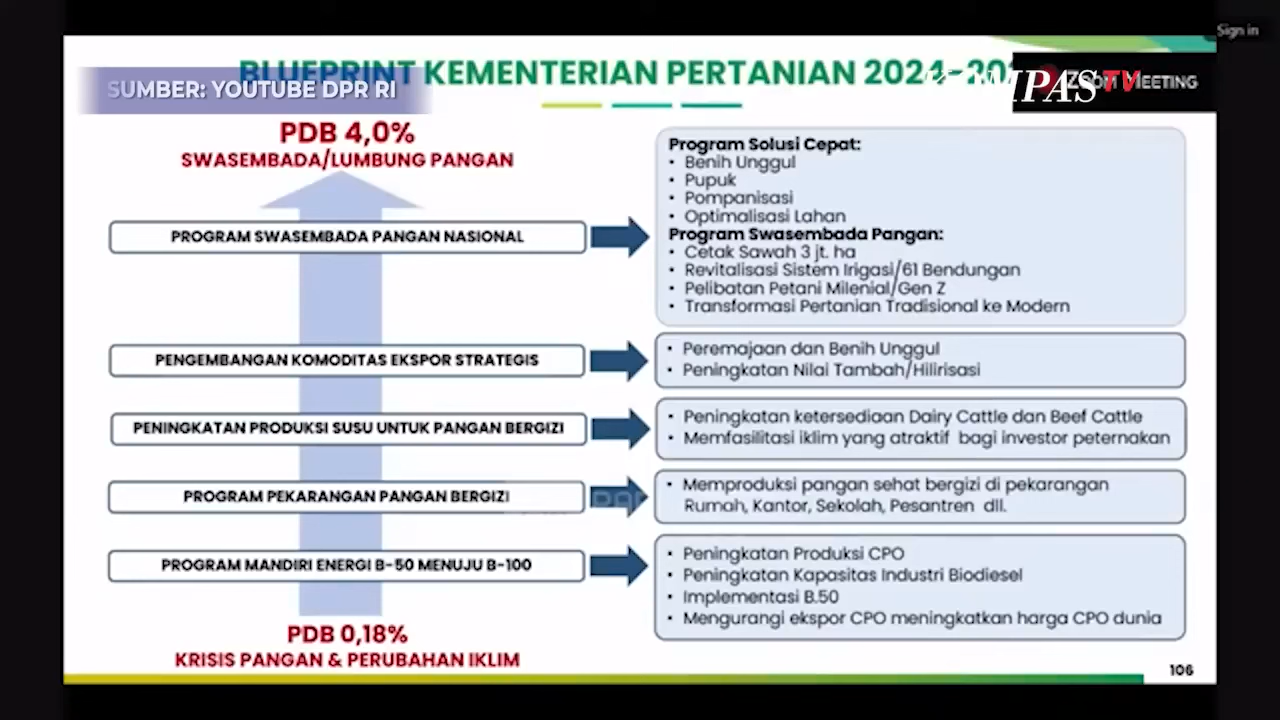 Sign in
BLUEPRINT KEMENTERIAN PERTANIAN 2024-20
SUMBER: YOUTUBE DPR RI
KOMPASTV
ZOOM MEETING
PDB 4,0%
SWASEMBADA/LUMBUNG PANGAN
PROGRAM SWASEMBADA PANGAN NASIONAL
Program Solusi Cepat:
• Benih Unggul
• Pupuk
• Pompanisasi
• Optimalisasi Lahan
Program Swasembada Pangan:
• Cetak Sawah 3 jt. ha
• Revitalisasi Sistem Irigasi/61 Bendungan
• Pelibatan Petani Milenial/Gen Z
• Transformasi Pertanian Tradisional ke Modern
PENGEMBANGAN KOMODITAS EKSPOR STRATEGIS
• Peremajaan dan Benih Unggul
• Peningkatan Nilai Tambah/Hilirisasi
PENINGKATAN PRODUKSI SUSU UNTUK PANGAN BERGIZI
• Peningkatan ketersediaan Dairy Cattle dan Beef Cattle
• Memfasilitasi iklim yang atraktif bagi investor peternakan
PROGRAM PEKARANGAN PANGAN BERGIZI
• Memproduksi pangan sehat bergizi di pekarangan
Rumah, Kantor, Sekolah, Pesantren dll.
PROGRAM MANDIRI ENERGI B-50 MENUJU B-100
• Peningkatan Produksi CPO
• Peningkatan Kapasitas Industri Biodiesel
• Implementasi B.50
• Mengurangi ekspor CPO meningkatkan harga CPO dunia
PDB 0,18%
KRISIS PANGAN & PERUBAHAN IKLIM
106